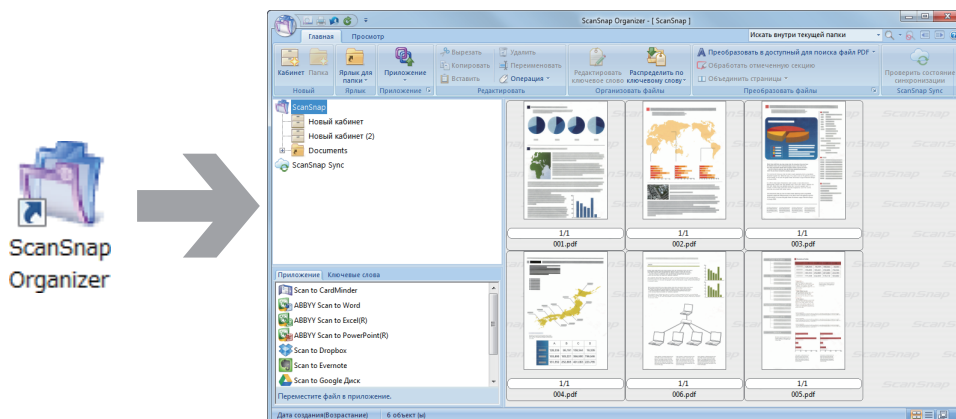 ScanSnap
Organizer
ScanSnap Organizer - [ ScanSnap ]
Главная Просмотр
Искать внутри текущей папки
Кабинет Папка
Новый
Ярлык для папки
Ярлык
Приложение
Приложение
Вырезать
Копировать
Вставить
Удалить
Переименовать
Операция
Редактировать
Редактировать ключевое слово
Распределить по ключевому слову
Организовать файлы
Преобразовать в доступный для поиска файл PDF
Обработать отмеченную секцию
Объединить страницы
Преобразовать файлы
Проверить состояние синхронизации
ScanSnap Sync
ScanSnap
Новый кабинет
Новый кабинет (2)
Documents
ScanSnap Sync
1/1 1/1 1/1
001.pdf 002.pdf 003.pdf
1/1 1/1 1/1
004.pdf 006.pdf 005.pdf
Приложение Ключевые слова
Scan to CardMinder
ABBYY Scan to Word
ABBYY Scan to Excel(R)
ABBYY Scan to PowerPoint(R)
Scan to Dropbox
Scan to Evernote
Scan to Google Диск
Переместите файл в приложение.
Дата создания(Возрастание) 6 объект (ы)